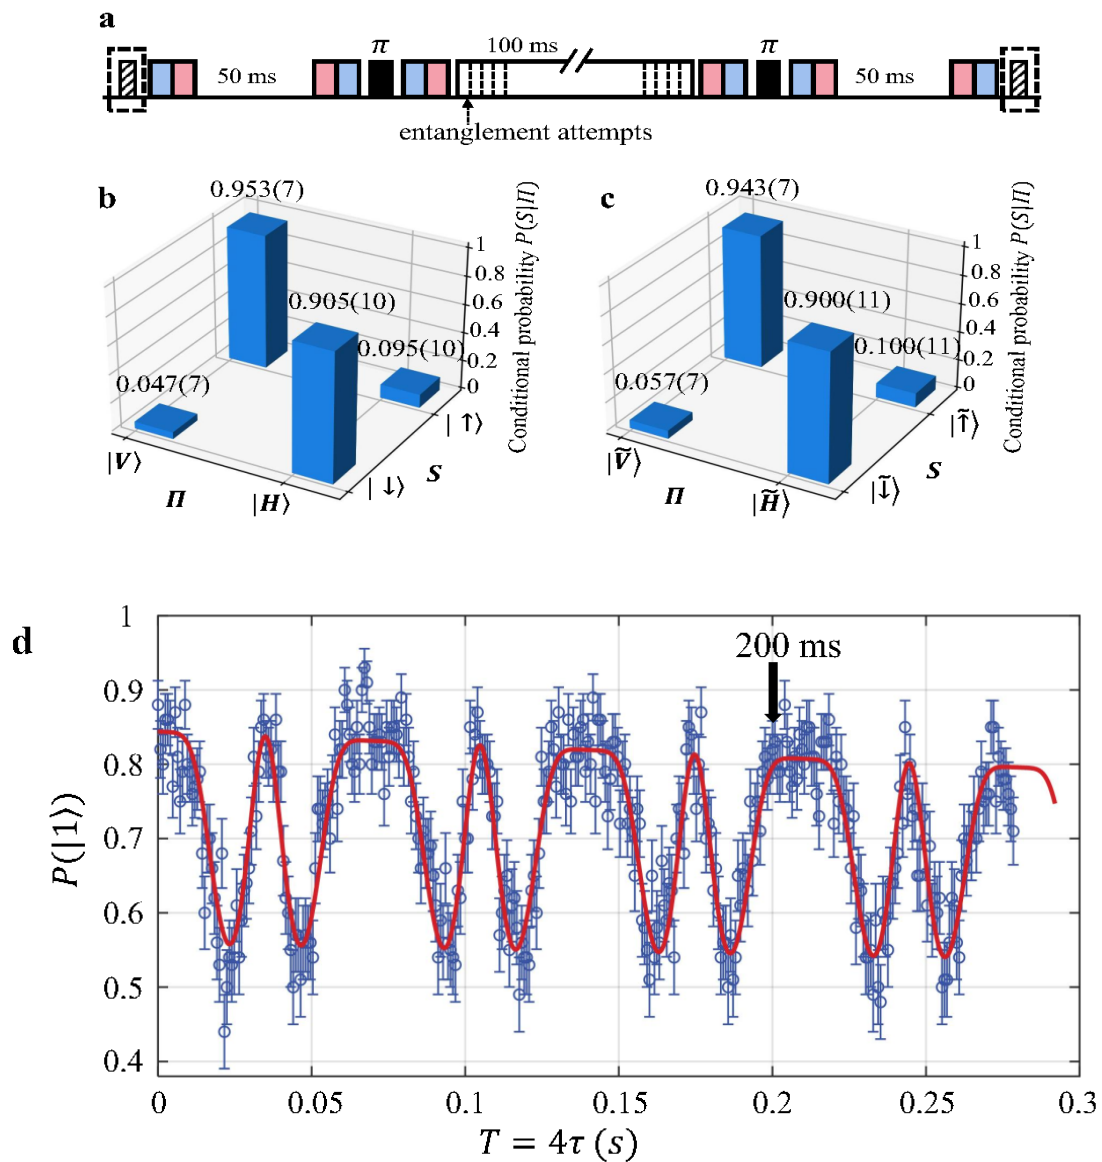 a
π
100 ms
π
50 ms
50 ms
entanglement attempts
b
0.953(7)
0.905(10)
0.095(10)
0.047(7)
1
0.8
0.6
0.4
0.2
0
Conditional probability P(S|Π)
|V⟩
|H⟩
Π
|↓⟩
|↑⟩
S
c
0.943(7)
0.900(11)
0.100(11)
0.057(7)
1
0.8
0.6
0.4
0.2
0
Conditional probability P(S|Π)
|Ṽ⟩
|H̃⟩
Π
|↓̃⟩
|↑̃⟩
S
d
200 ms
1
0.9
0.8
0.7
0.6
0.5
0.4
P(|1⟩)
0
0.05
0.1
0.15
0.2
0.25
0.3
T = 4τ (s)